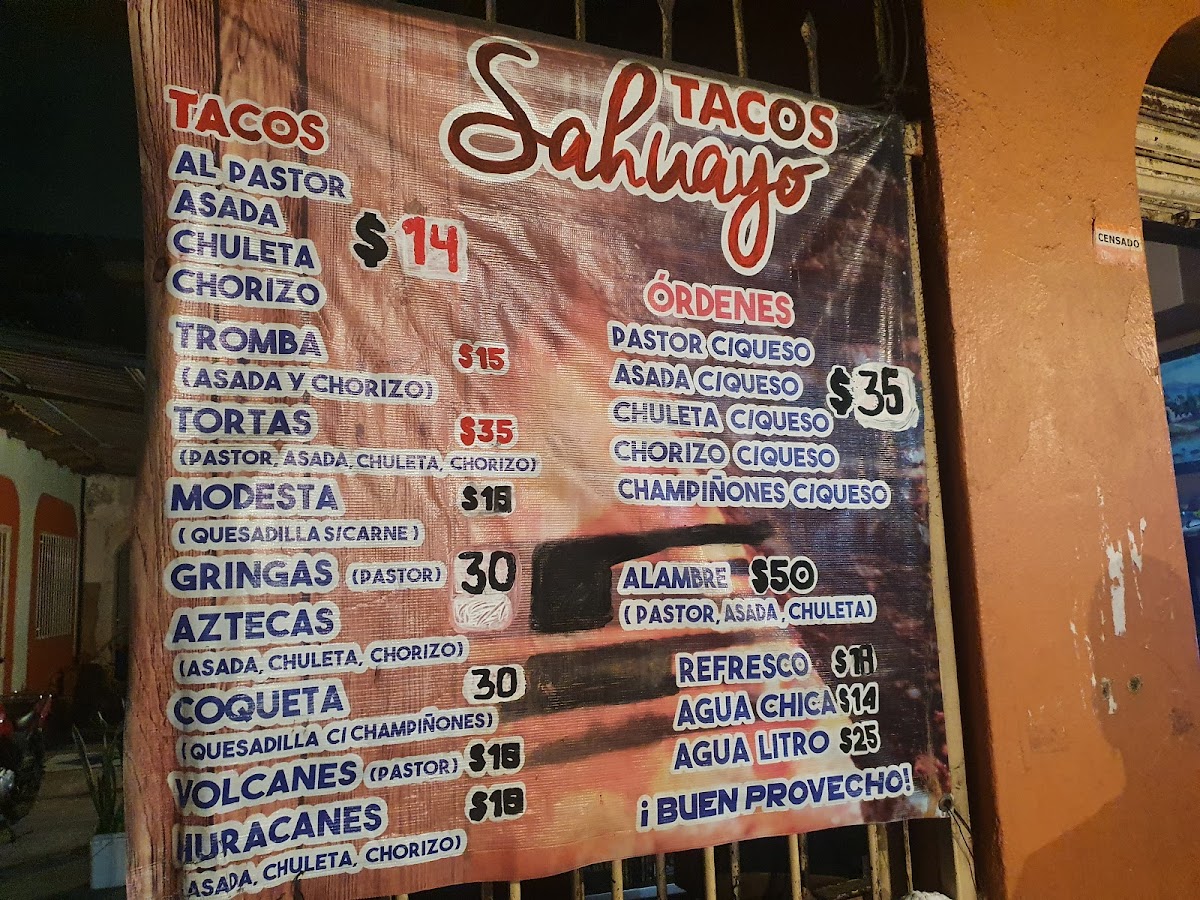 TACOS
Sahuayo
TACOS
AL PASTOR
ASADA
CHULETA
CHORIZO
$14
TROMBA $15
(ASADA Y CHORIZO)
TORTAS $35
(PASTOR, ASADA, CHULETA, CHORIZO)
MODESTA
(QUESADILLA S/CARNE)
GRINGAS (PASTOR) 30
AZTECAS
(ASADA, CHULETA, CHORIZO)
COQUETA 30
(QUESADILLA C/CHAMPIÑONES)
VOLCANES (PASTOR)
HURACANES
ASADA, CHULETA, CHORIZO)
ÓRDENES
PASTOR C/QUESO
ASADA C/QUESO
CHULETA C/QUESO
CHORIZO C/QUESO
CHAMPIÑONES C/QUESO
$35
ALAMBRE $50
(PASTOR, ASADA, CHULETA)
REFRESCO
AGUA CHICA $14
AGUA LITRO $25
¡BUEN PROVECHO!
CENSADO